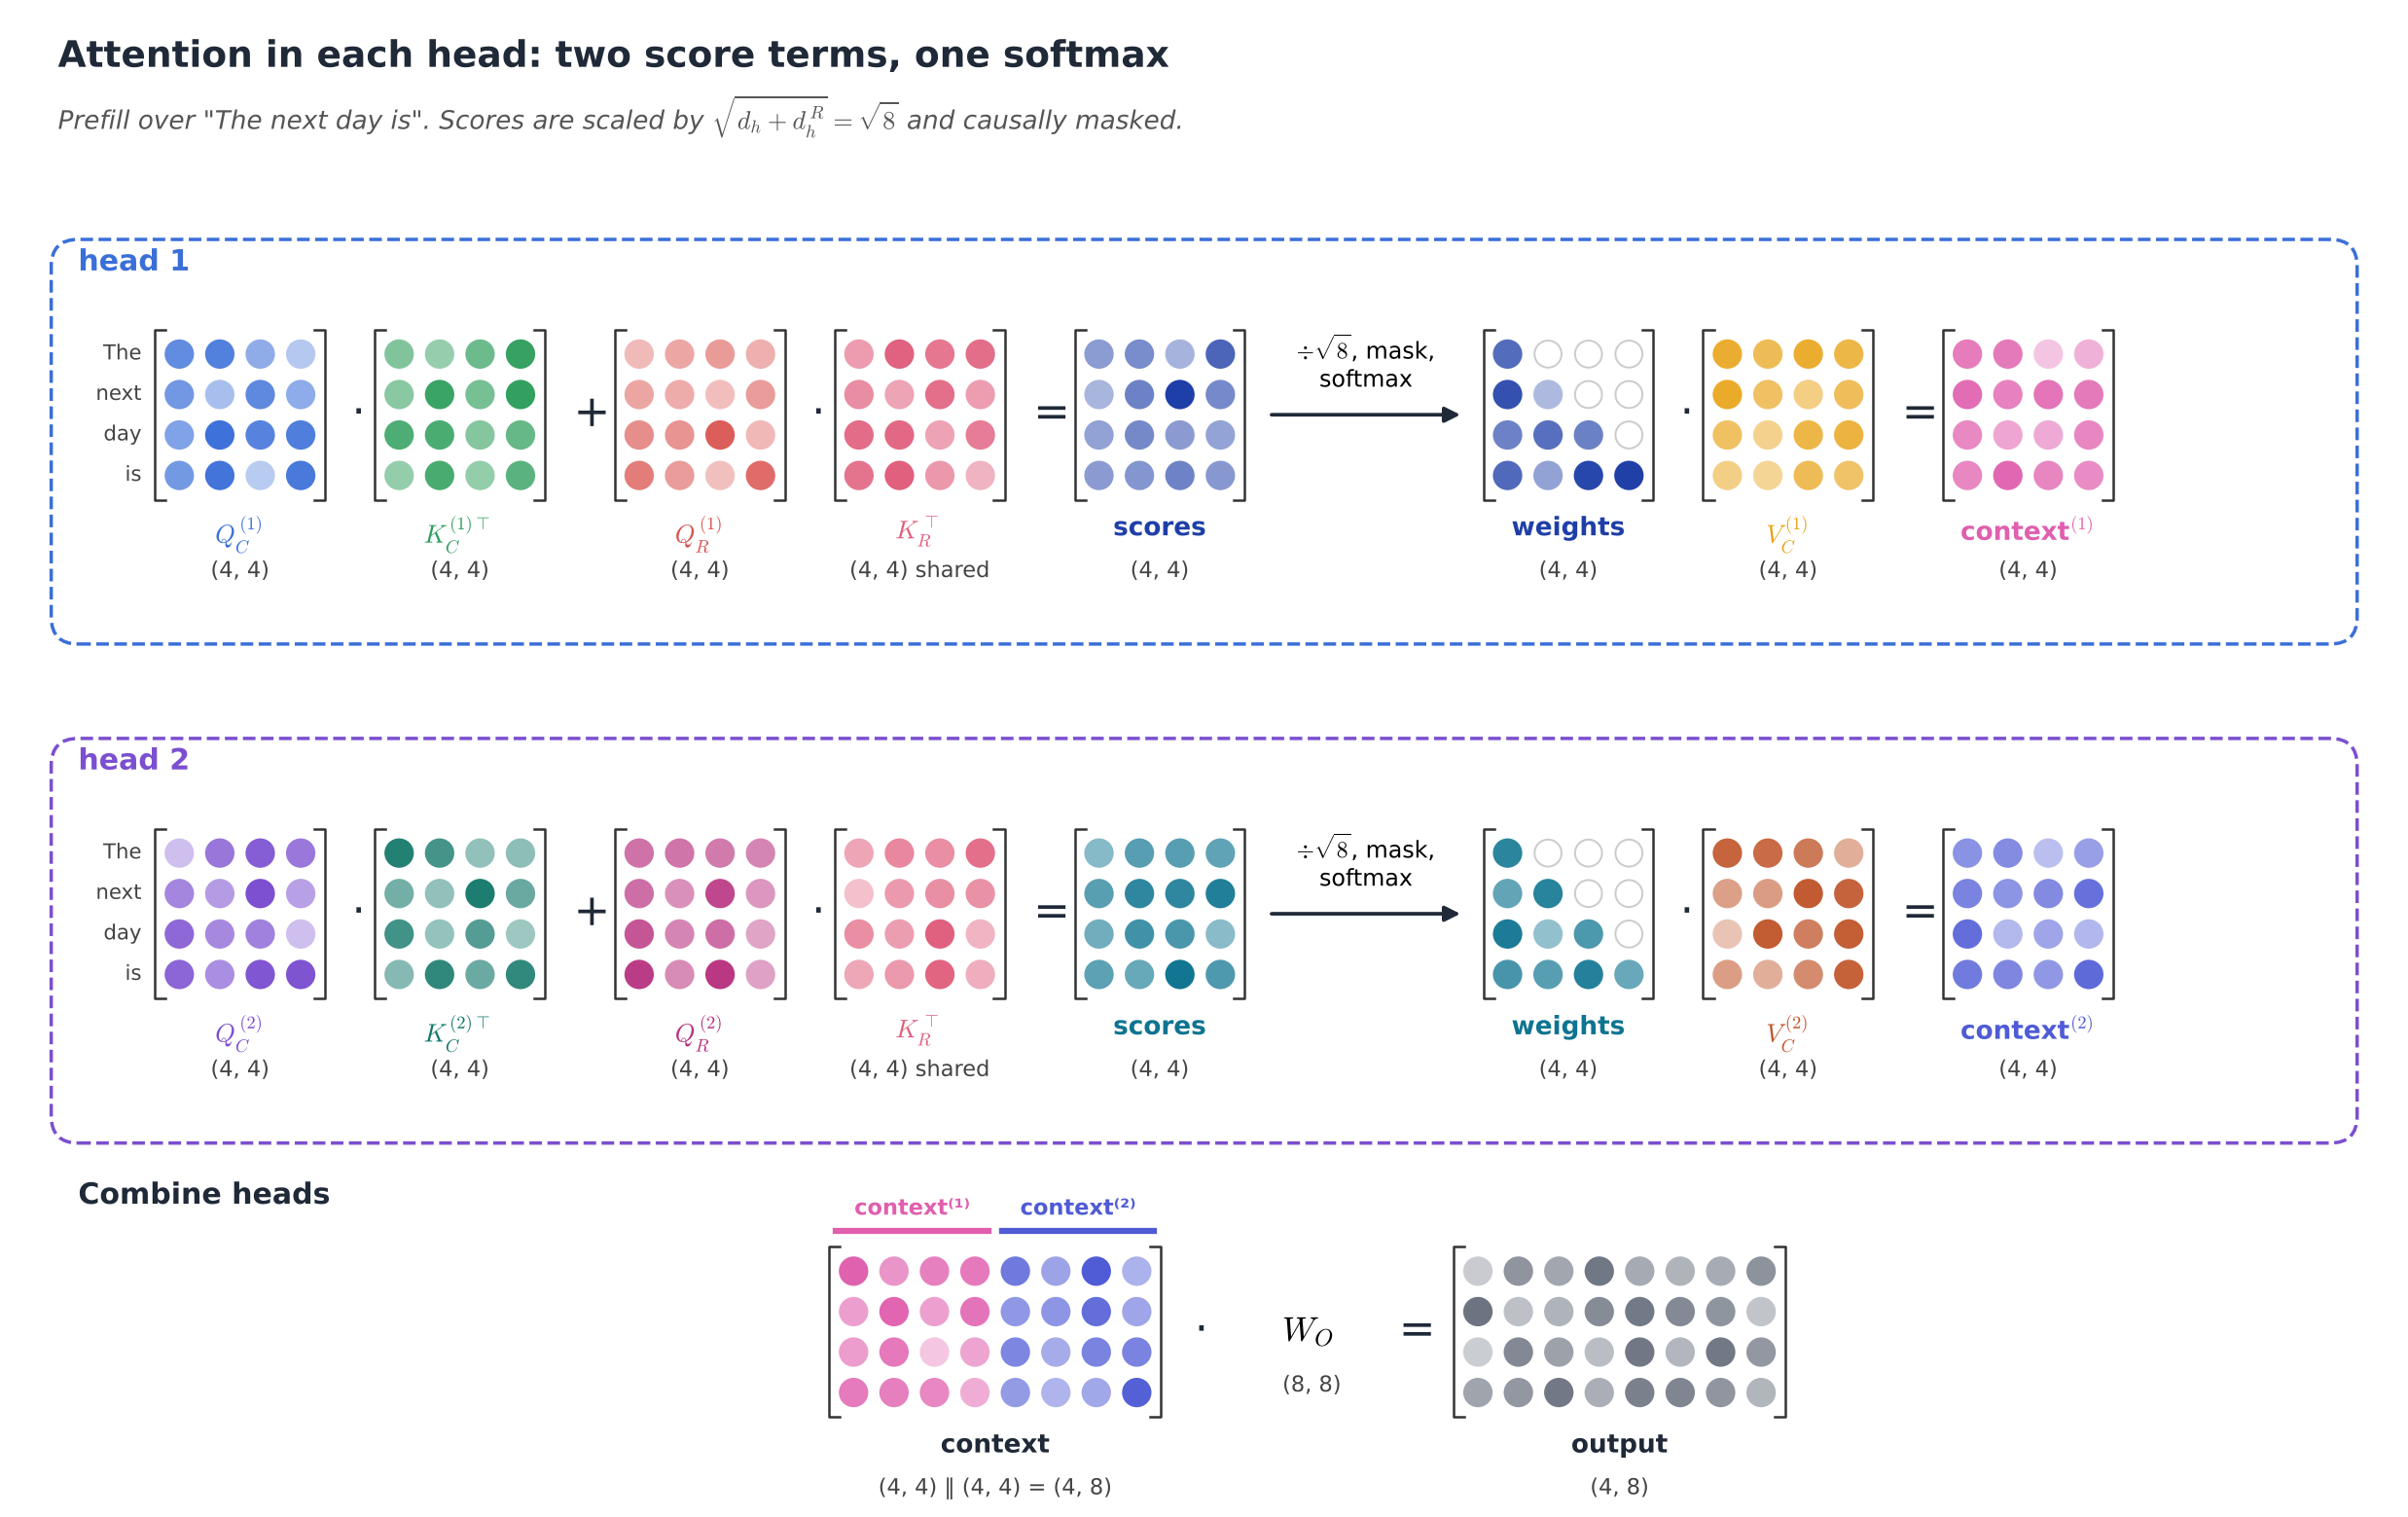 Attention in each head: two score terms, one softmax
Prefill over "The next day is". Scores are scaled by √(d_h + d_h^R) = √8 and causally masked.
head 1
The
next
day
is
· + · = ÷√8, mask, softmax · =
Q_C^(1) K_C^(1)⊤ Q_R^(1) K_R^⊤ scores weights V_C^(1) context^(1)
(4, 4) (4, 4) (4, 4) (4, 4) shared (4, 4) (4, 4) (4, 4) (4, 4)
head 2
The
next
day
is
· + · = ÷√8, mask, softmax · =
Q_C^(2) K_C^(2)⊤ Q_R^(2) K_R^⊤ scores weights V_C^(2) context^(2)
(4, 4) (4, 4) (4, 4) (4, 4) shared (4, 4) (4, 4) (4, 4) (4, 4)
Combine heads
context⁽¹⁾ context⁽²⁾
· W_O =
(8, 8)
context output
(4, 4) ∥ (4, 4) = (4, 8) (4, 8)